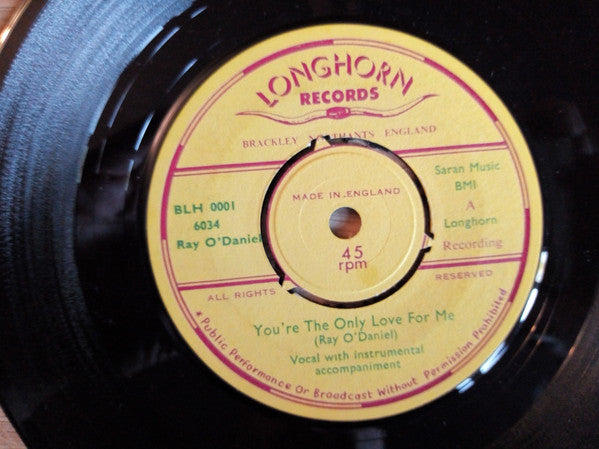 LONGHORN
RECORDS
BRACKLEY NORTHANTS ENGLAND
MADE IN ENGLAND
45
rpm
BLH 0001
6034
Ray O'Daniel
Saran Music
BMI
A
Longhorn
Recording
ALL RIGHTS RESERVED
You're The Only Love For Me
(Ray O'Daniel)
Vocal with instrumental
accompaniment
* Public Performance Or Broadcast Without Permission Prohibited